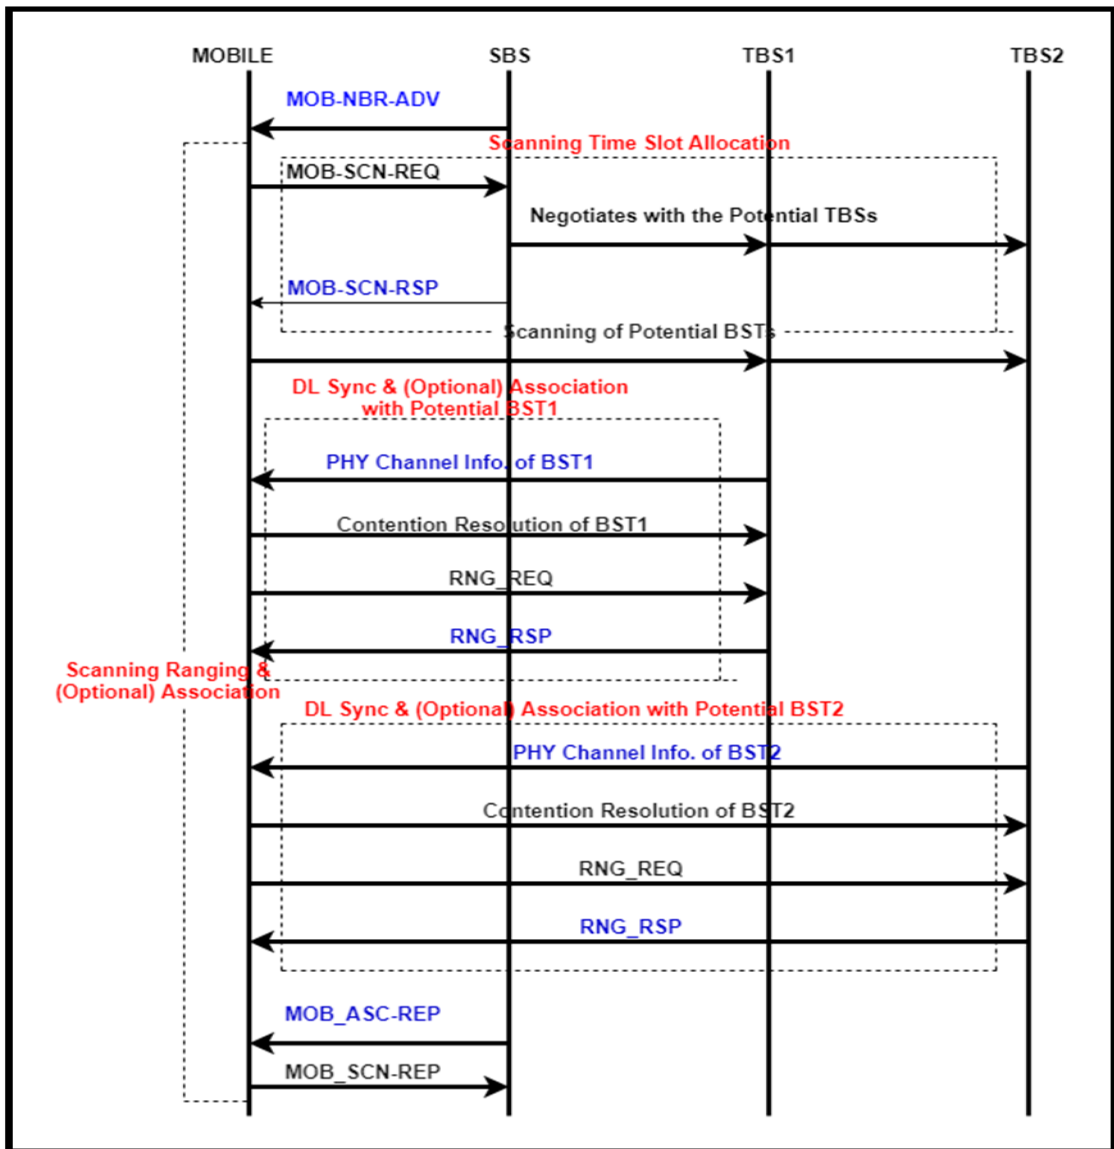 MOBILE SBS TBS1 TBS2
MOB-NBR-ADV
Scanning Time Slot Allocation
MOB-SCN-REQ
Negotiates with the Potential TBSs
MOB-SCN-RSP
Scanning of Potential BSTs
DL Sync & (Optional) Association
with Potential BST1
PHY Channel Info. of BST1
Contention Resolution of BST1
RNG_REQ
RNG_RSP
Scanning Ranging &
(Optional) Association
DL Sync & (Optional) Association with Potential BST2
PHY Channel Info. of BST2
Contention Resolution of BST2
RNG_REQ
RNG_RSP
MOB_ASC-REP
MOB_SCN-REP